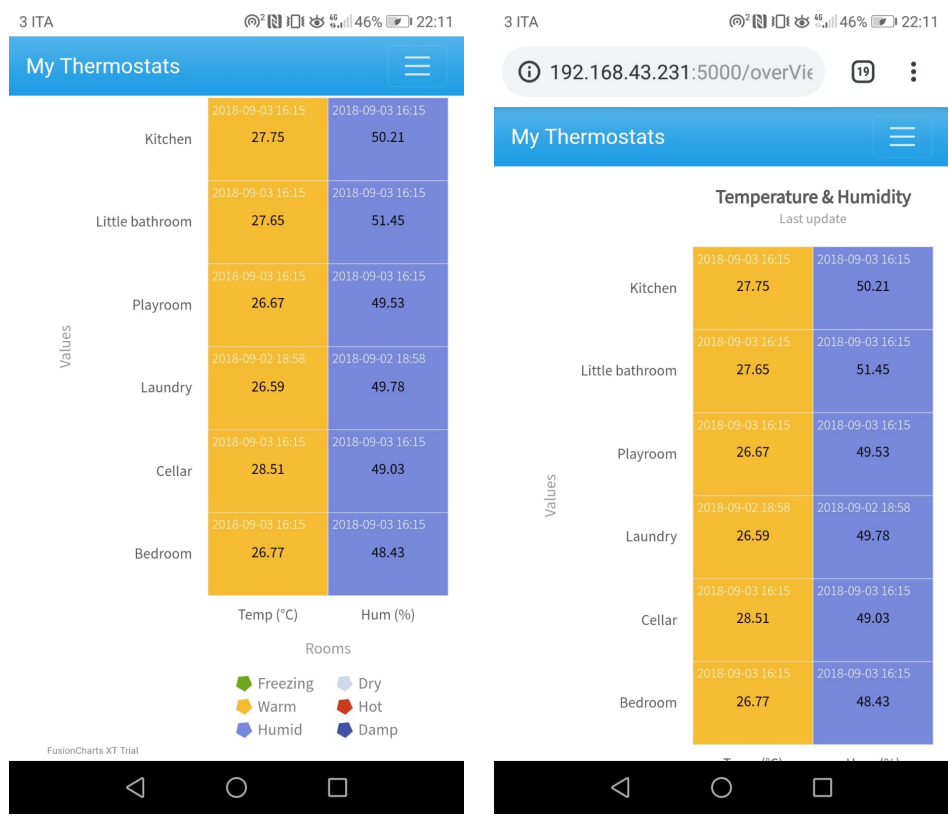 3 ITA 46% 22:11
My Thermostats
2018-09-03 16:15 2018-09-03 16:15
Kitchen 27.75 50.21
2018-09-03 16:15 2018-09-03 16:15
Little bathroom 27.65 51.45
2018-09-03 16:15 2018-09-03 16:15
Playroom 26.67 49.53
Values
2018-09-02 18:58 2018-09-02 18:58
Laundry 26.59 49.78
2018-09-03 16:15 2018-09-03 16:15
Cellar 28.51 49.03
2018-09-03 16:15 2018-09-03 16:15
Bedroom 26.77 48.43
Temp (°C) Hum (%)
Rooms
Freezing Dry
Warm Hot
Humid Damp
FusionCharts XT Trial
3 ITA 46% 22:11
192.168.43.231:5000/overVie 19
My Thermostats
Temperature & Humidity
Last update
2018-09-03 16:15 2018-09-03 16:15
Kitchen 27.75 50.21
2018-09-03 16:15 2018-09-03 16:15
Little bathroom 27.65 51.45
2018-09-03 16:15 2018-09-03 16:15
Playroom 26.67 49.53
Values
2018-09-02 18:58 2018-09-02 18:58
Laundry 26.59 49.78
2018-09-03 16:15 2018-09-03 16:15
Cellar 28.51 49.03
2018-09-03 16:15 2018-09-03 16:15
Bedroom 26.77 48.43